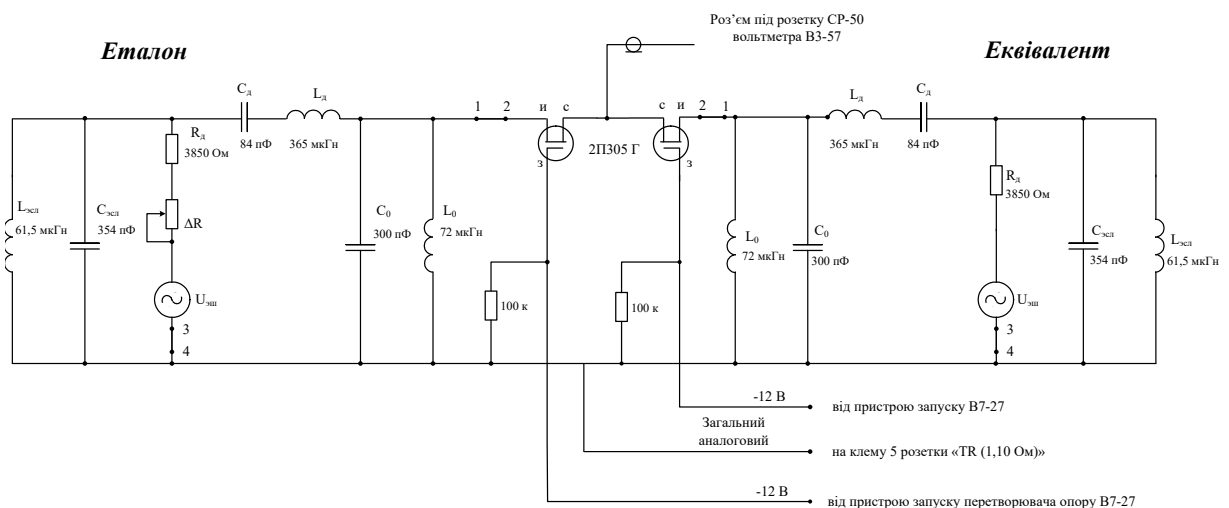 Роз’єм під розетку СР-50
вольтметра В3-57
Еталон
Еквівалент
Cд
84 пФ
Lд
365 мкГн
Rд
3850 Ом
ΔR
Lэсл
61,5 мкГн
Cэсл
354 пФ
Uэш
3
4
C0
300 пФ
L0
72 мкГн
1 2
и с
з
2П305 Г
с и
з
2 1
100 к
100 к
L0
72 мкГн
C0
300 пФ
Lд
365 мкГн
Cд
84 пФ
Rд
3850 Ом
Uэш
3
4
Cэсл
354 пФ
Lэсл
61,5 мкГн
-12 В
від пристрою запуску В7-27
Загальний
аналоговий
на клему 5 розетки «TR (1,10 Ом)»
-12 В
від пристрою запуску перетворювача опору В7-27